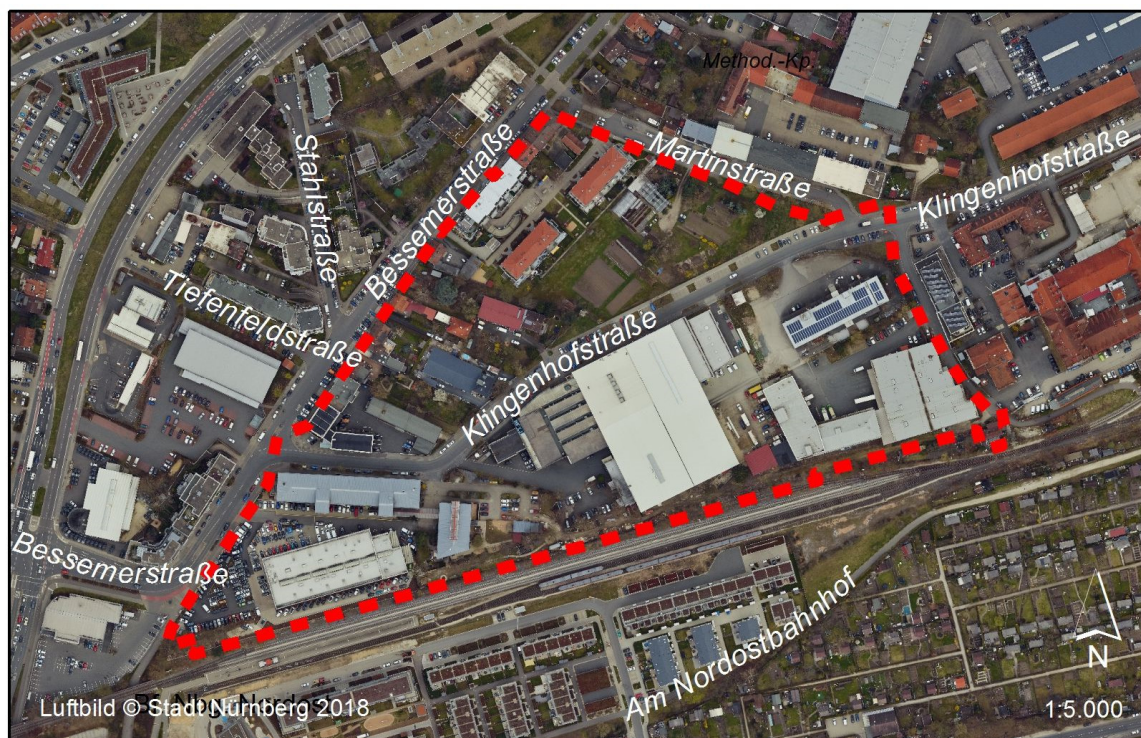 Method.-Kp.
Martinstraße
Klingenhofstraße
Bessemerstraße
Stahlstraße
Tiefenfeldstraße
Klingenhofstraße
Bessemerstraße
Am Nordostbahnhof
N
Luftbild © Stadt Nürnberg 2018
1:5.000